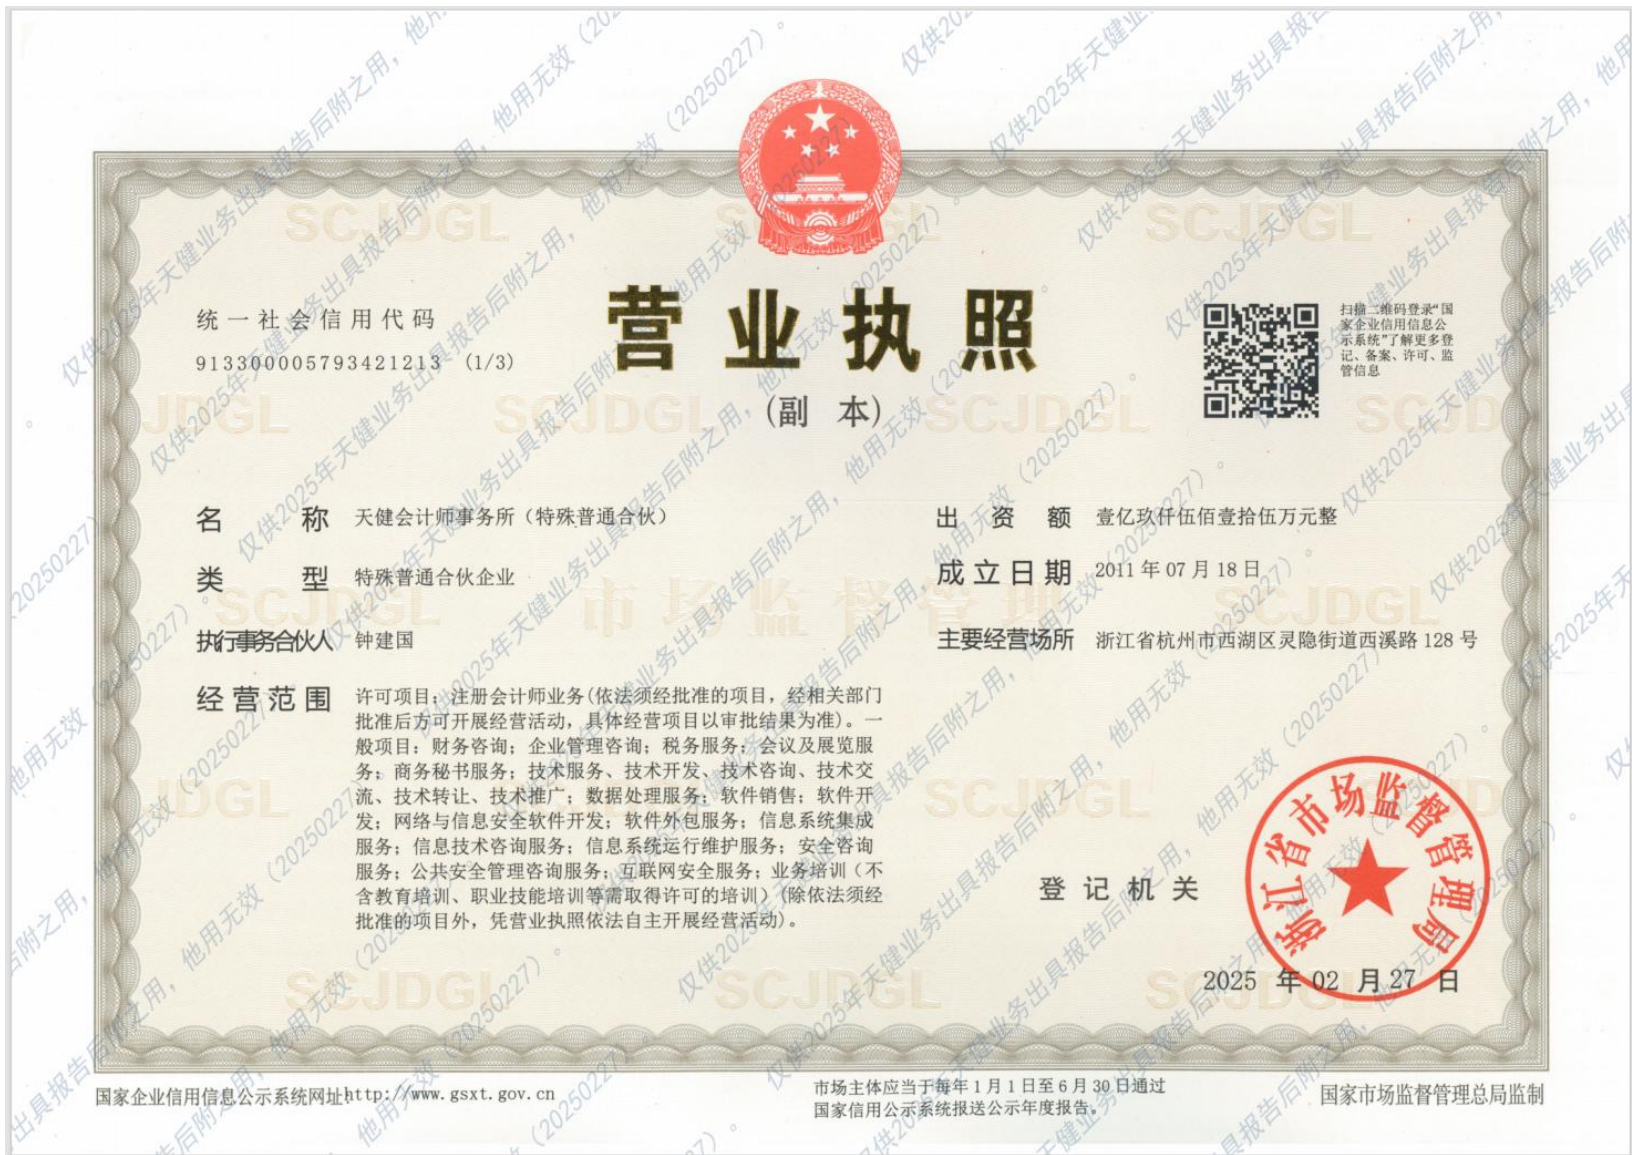 营业执照
(副 本)
统一社会信用代码
913300005793421213 (1/3)
扫描二维码登录“国
家企业信用信息公
示系统”了解更多登
记、备案、许可、监
管信息
名 称 天健会计师事务所(特殊普通合伙)
类 型 特殊普通合伙企业
执行事务合伙人 钟建国
经营范围 许可项目:注册会计师业务(依法须经批准的项目,经相关部门
批准后方可开展经营活动,具体经营项目以审批结果为准)。一
般项目:财务咨询;企业管理咨询;税务服务;会议及展览服
务;商务秘书服务;技术服务、技术开发、技术咨询、技术交
流、技术转让、技术推广;数据处理服务;软件销售;软件开
发;网络与信息安全软件开发;软件外包服务;信息系统集成
服务;信息技术咨询服务;信息系统运行维护服务;安全咨询
服务;公共安全管理咨询服务;互联网安全服务;业务培训(不
含教育培训、职业技能培训等需取得许可的培训)(除依法须经
批准的项目外,凭营业执照依法自主开展经营活动)。
出 资 额 壹亿玖仟伍佰壹拾伍万元整
成立日期 2011 年 07 月 18 日
主要经营场所 浙江省杭州市西湖区灵隐街道西溪路 128 号
登记机关
浙江省市场监督管理局
2025 年 02 月 27 日
国家企业信用信息公示系统网址http://www.gsxt.gov.cn
市场主体应当于每年 1 月 1 日至 6 月 30 日通过
国家信用公示系统报送公示年度报告。
国家市场监督管理总局监制
SCJDGL
市场监督管理
仅供2025年天健业务出具报告后附之用,他用无效(20250227)。